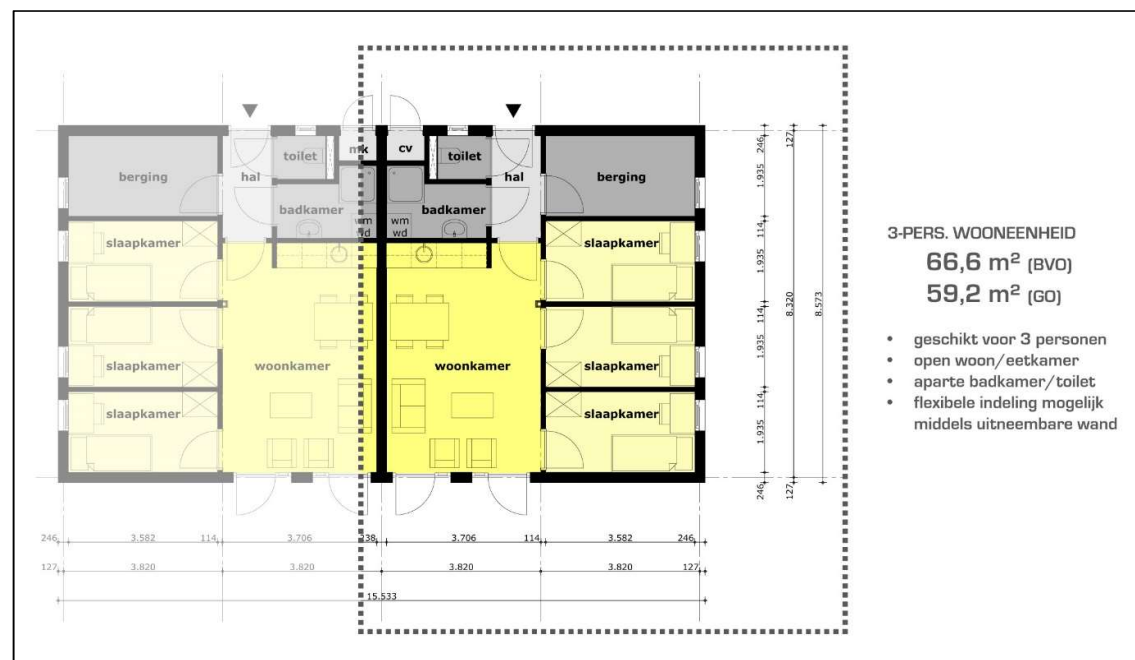 mk
cv
toilet
toilet
berging
hal
hal
berging
badkamer
badkamer
wm
wd
wm
wd
slaapkamer
slaapkamer
slaapkamer
slaapkamer
woonkamer
woonkamer
slaapkamer
slaapkamer
246
1.935
114
1.935
114
1.935
114
1.935
246
127
8.320
127
8.573
246
3.582
114
3.706
238
3.706
114
3.582
246
127
3.820
3.820
3.820
3.820
127
15.533
3-PERS. WOONEENHEID
66,6 m² (BVO)
59,2 m² (GO)
• geschikt voor 3 personen
• open woon/eetkamer
• aparte badkamer/toilet
• flexibele indeling mogelijk
middels uitneembare wand